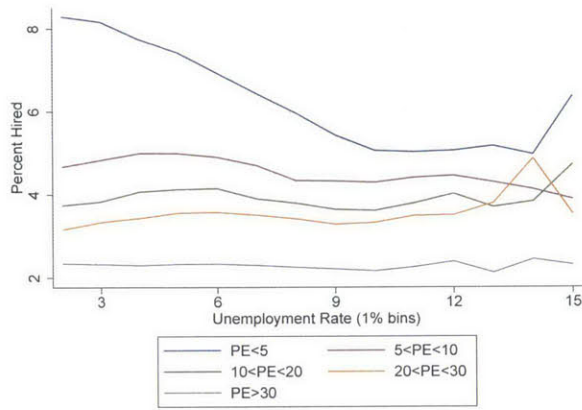 8
6
4
2
Percent Hired
3 6 9 12 15
Unemployment Rate (1% bins)
PE<5 5<PE<10
10<PE<20 20<PE<30
PE>30